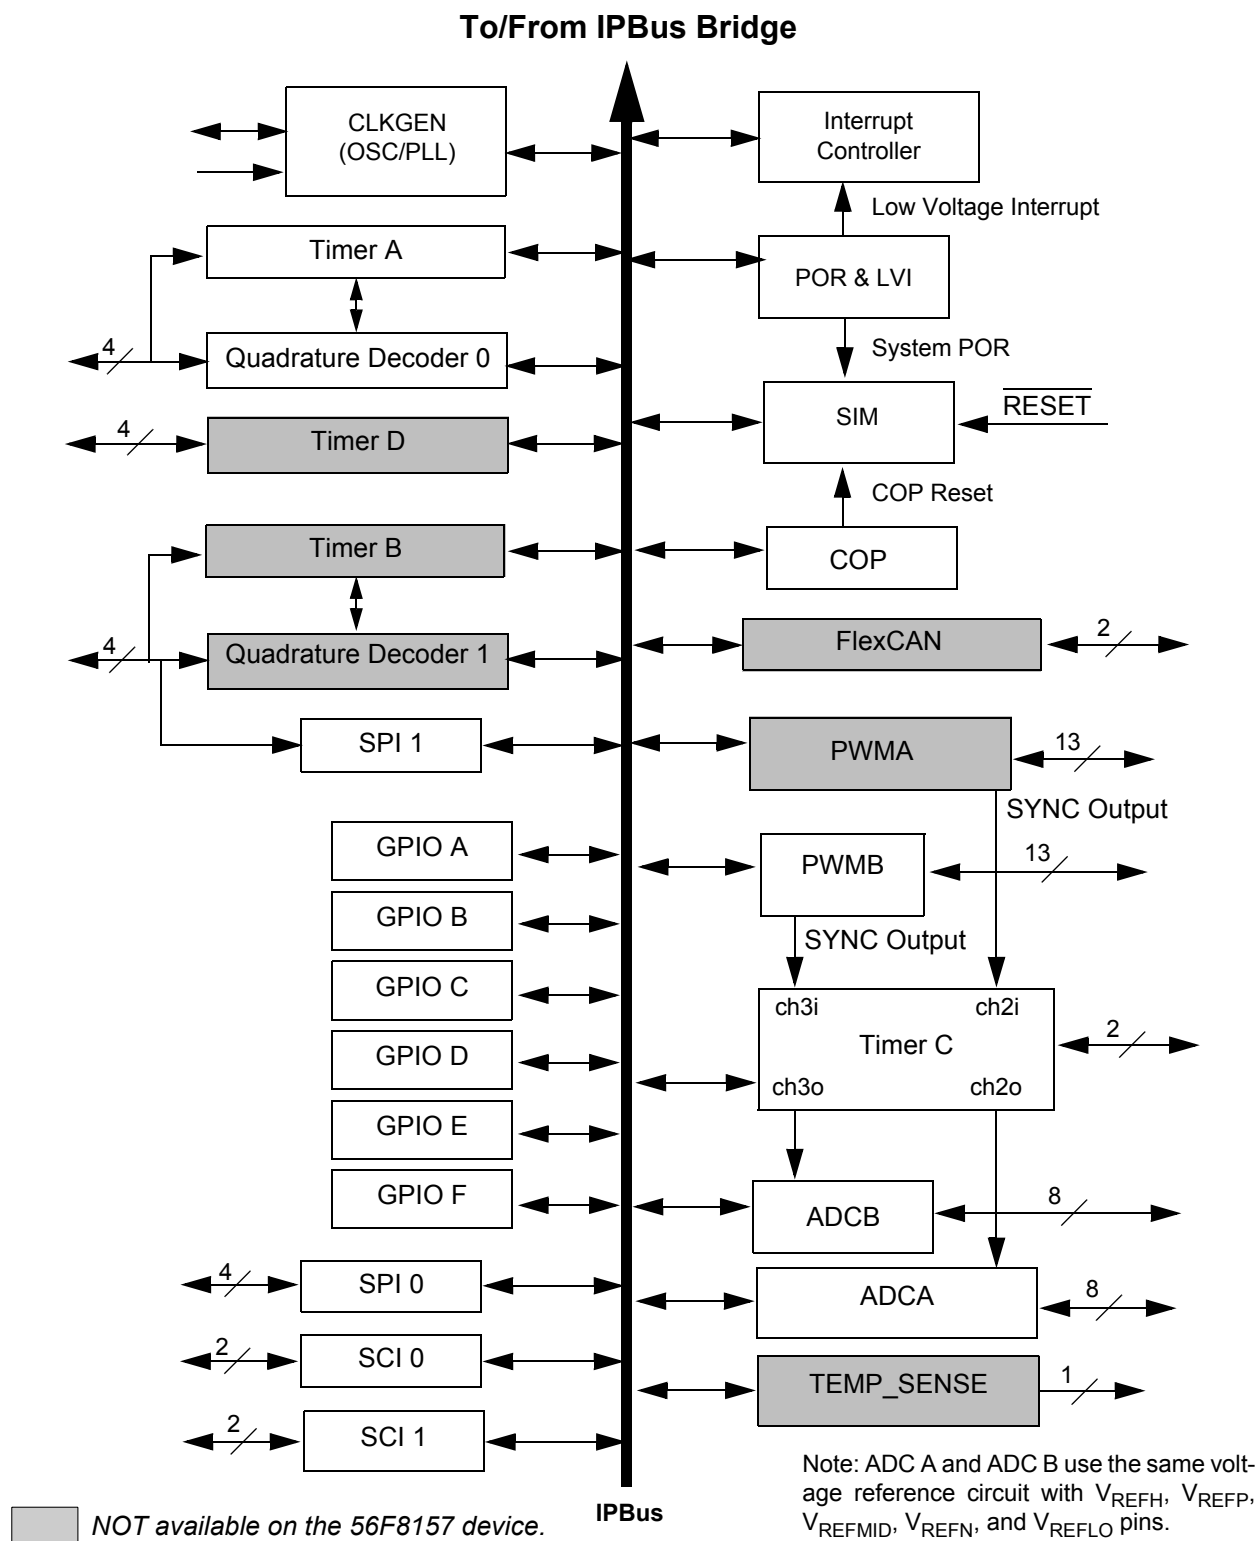 To/From IPBus Bridge
CLKGEN
(OSC/PLL)
Interrupt
Controller
Low Voltage Interrupt
Timer A
POR & LVI
4
Quadrature Decoder 0
System POR
SIM
RESET
4
Timer D
COP Reset
Timer B
COP
4
Quadrature Decoder 1
FlexCAN
2
SPI 1
PWMA
13
SYNC Output
GPIO A
PWMB
13
GPIO B
SYNC Output
GPIO C
ch3i
ch2i
GPIO D
Timer C
2
ch3o
ch2o
GPIO E
GPIO F
ADCB
8
4
SPI 0
ADCA
8
2
SCI 0
TEMP_SENSE
1
2
SCI 1
Note: ADC A and ADC B use the same volt-
age reference circuit with VREFH, VREFP,
VREFMID, VREFN, and VREFLO pins.
IPBus
NOT available on the 56F8157 device.